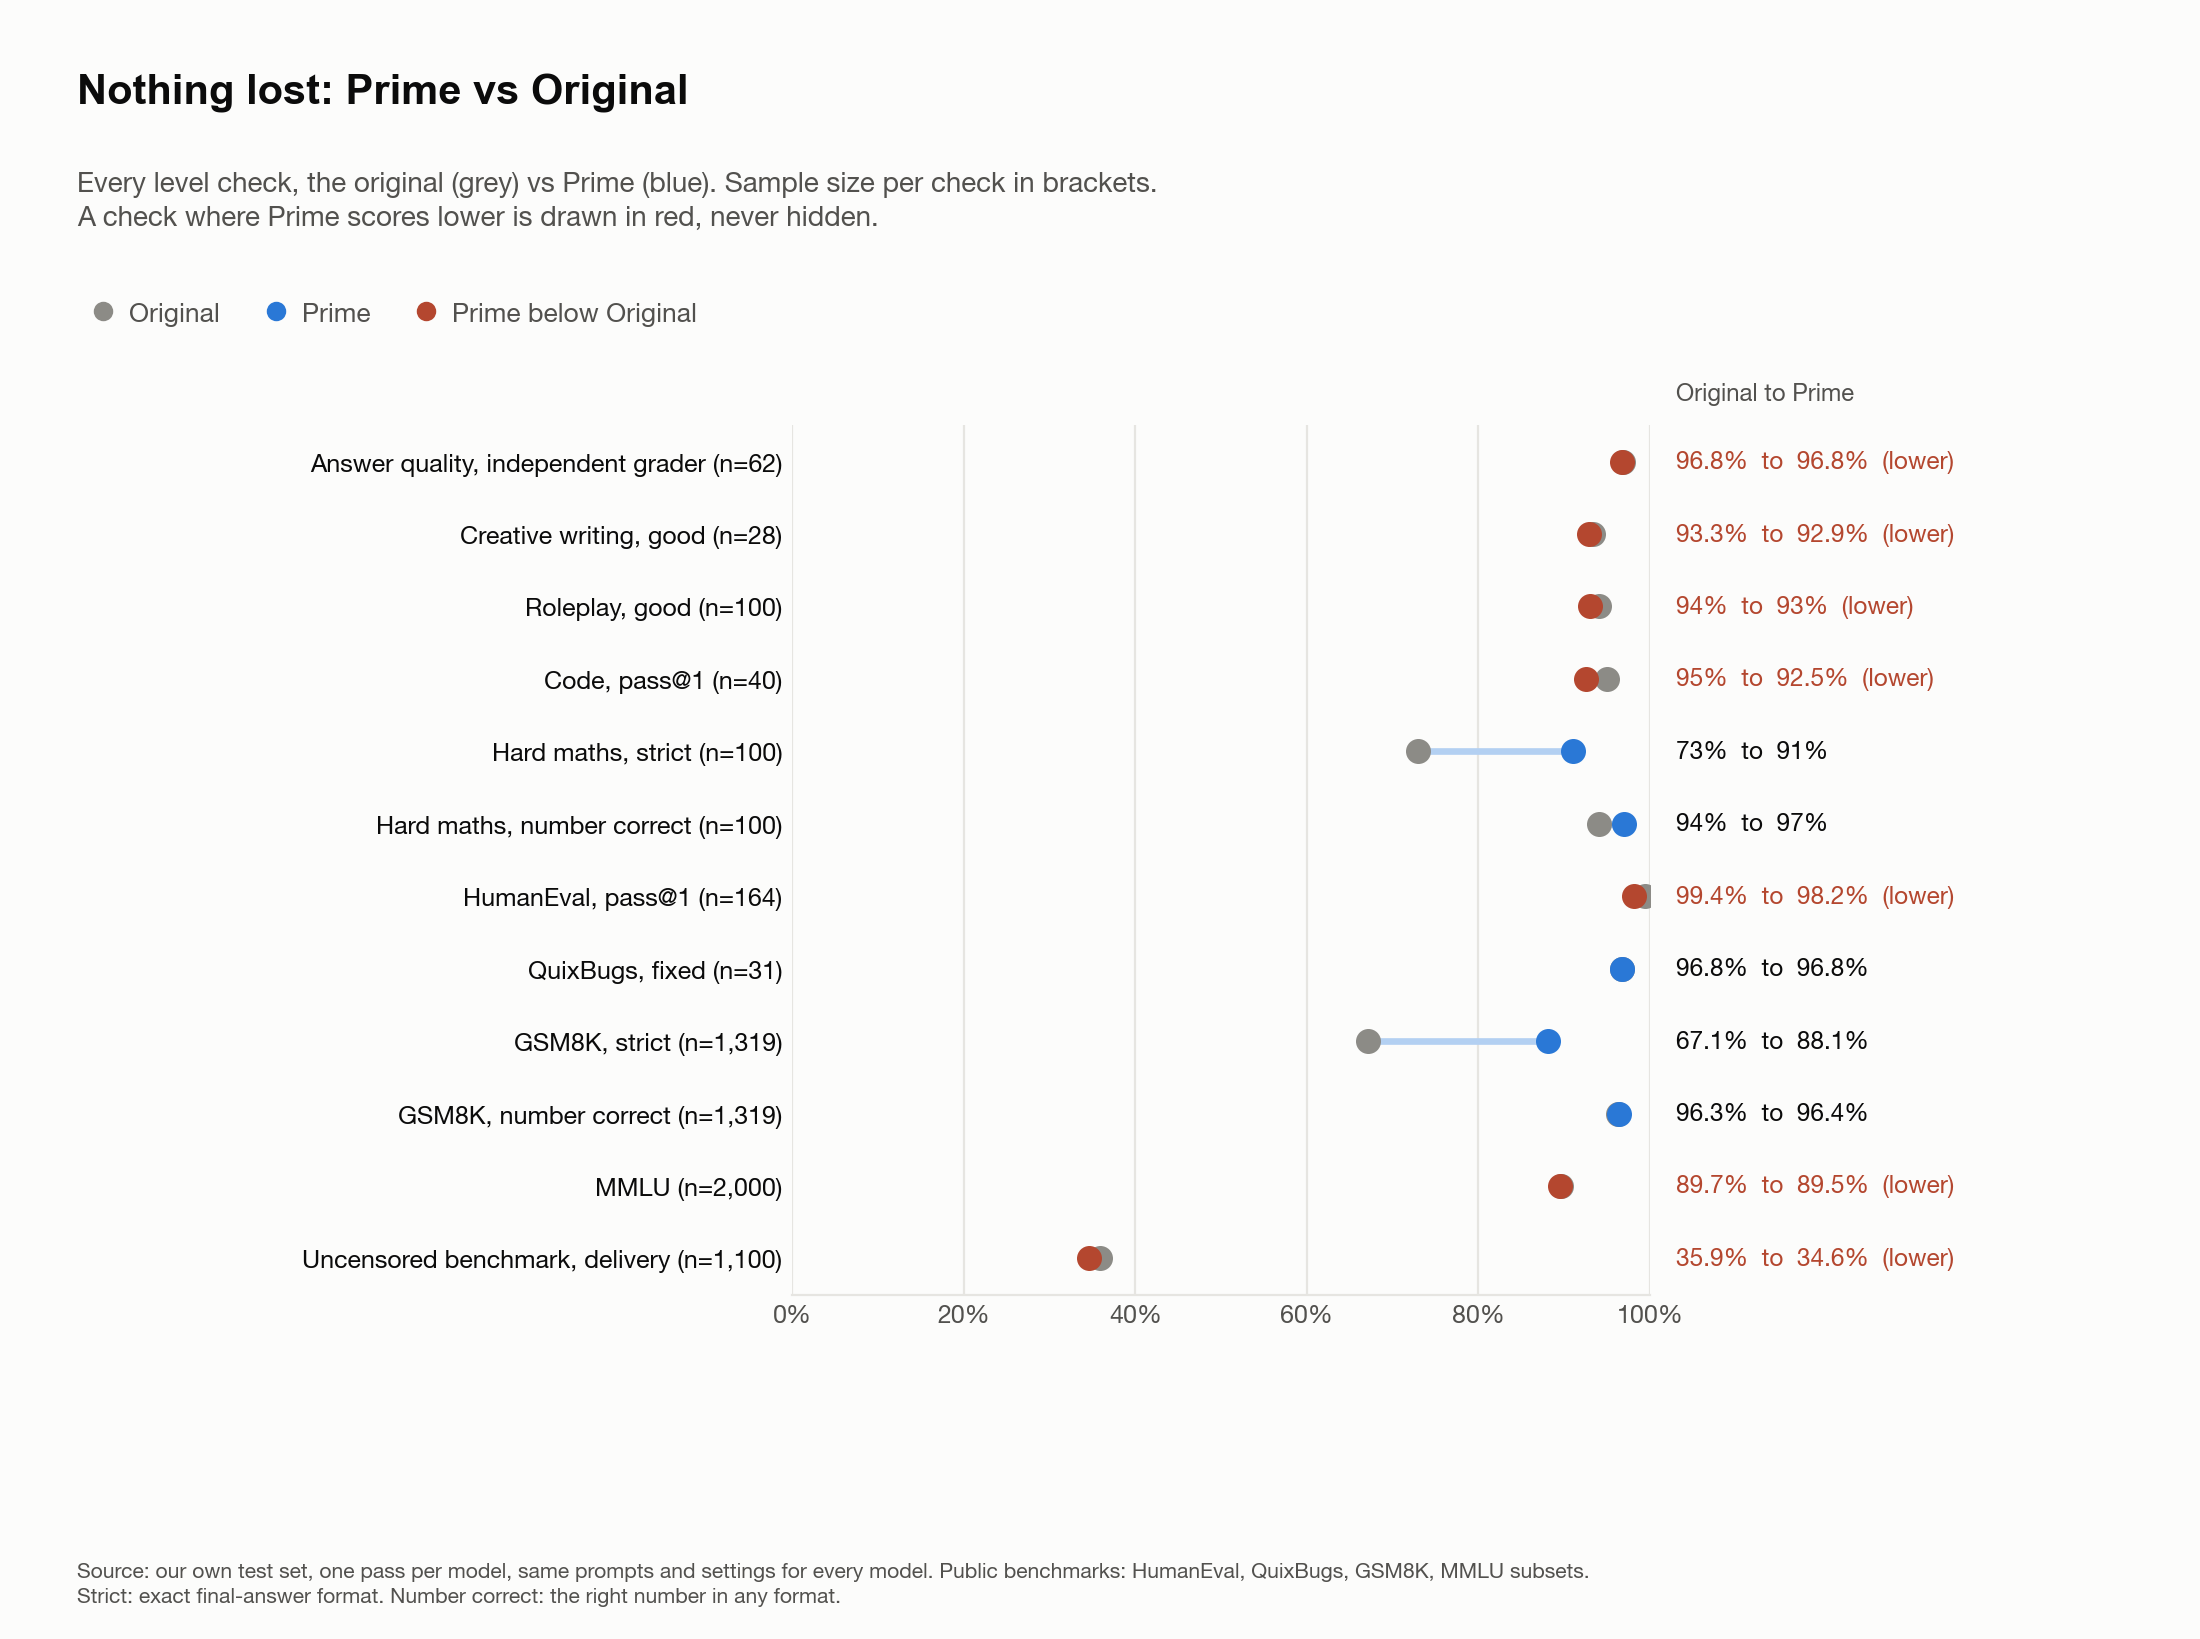 Nothing lost: Prime vs Original
Every level check, the original (grey) vs Prime (blue). Sample size per check in brackets.
A check where Prime scores lower is drawn in red, never hidden.
Original Prime Prime below Original
Original to Prime
Answer quality, independent grader (n=62) 96.8% to 96.8% (lower)
Creative writing, good (n=28) 93.3% to 92.9% (lower)
Roleplay, good (n=100) 94% to 93% (lower)
Code, pass@1 (n=40) 95% to 92.5% (lower)
Hard maths, strict (n=100) 73% to 91%
Hard maths, number correct (n=100) 94% to 97%
HumanEval, pass@1 (n=164) 99.4% to 98.2% (lower)
QuixBugs, fixed (n=31) 96.8% to 96.8%
GSM8K, strict (n=1,319) 67.1% to 88.1%
GSM8K, number correct (n=1,319) 96.3% to 96.4%
MMLU (n=2,000) 89.7% to 89.5% (lower)
Uncensored benchmark, delivery (n=1,100) 35.9% to 34.6% (lower)
0% 20% 40% 60% 80% 100%
Source: our own test set, one pass per model, same prompts and settings for every model. Public benchmarks: HumanEval, QuixBugs, GSM8K, MMLU subsets.
Strict: exact final-answer format. Number correct: the right number in any format.